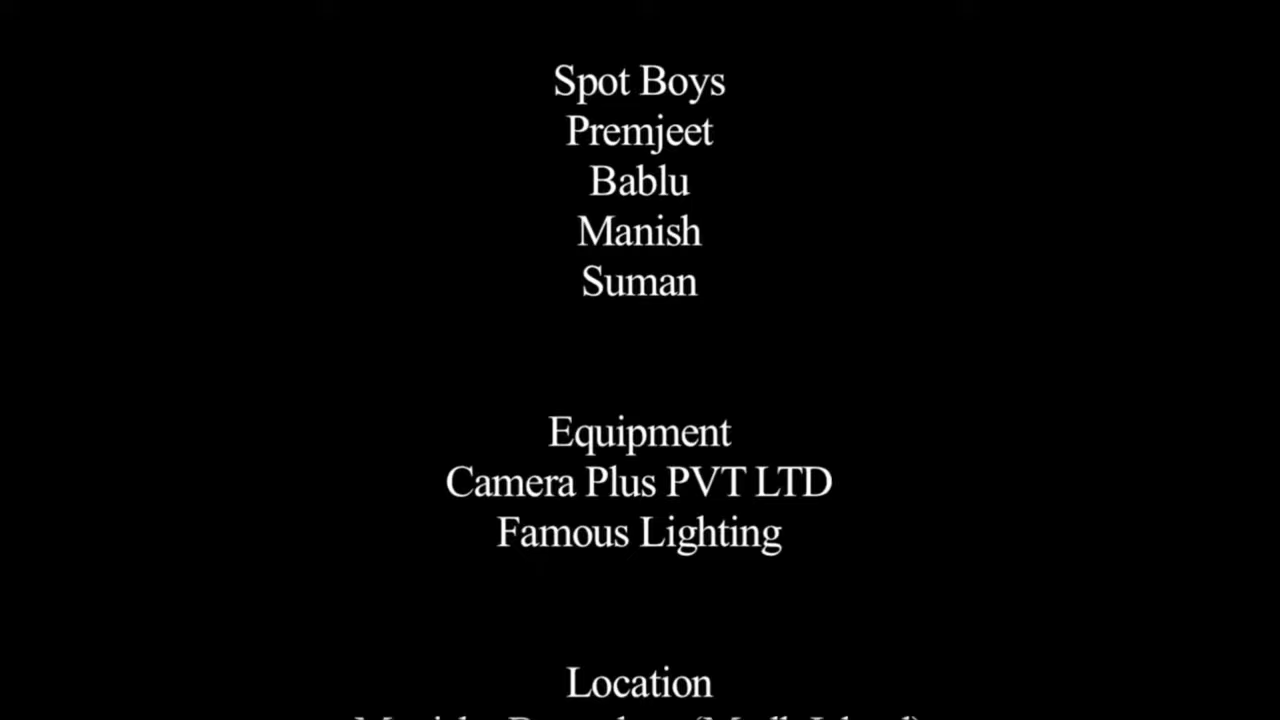 Spot Boys
Premjeet
Bablu
Manish
Suman
Equipment
Camera Plus PVT LTD
Famous Lighting
Location